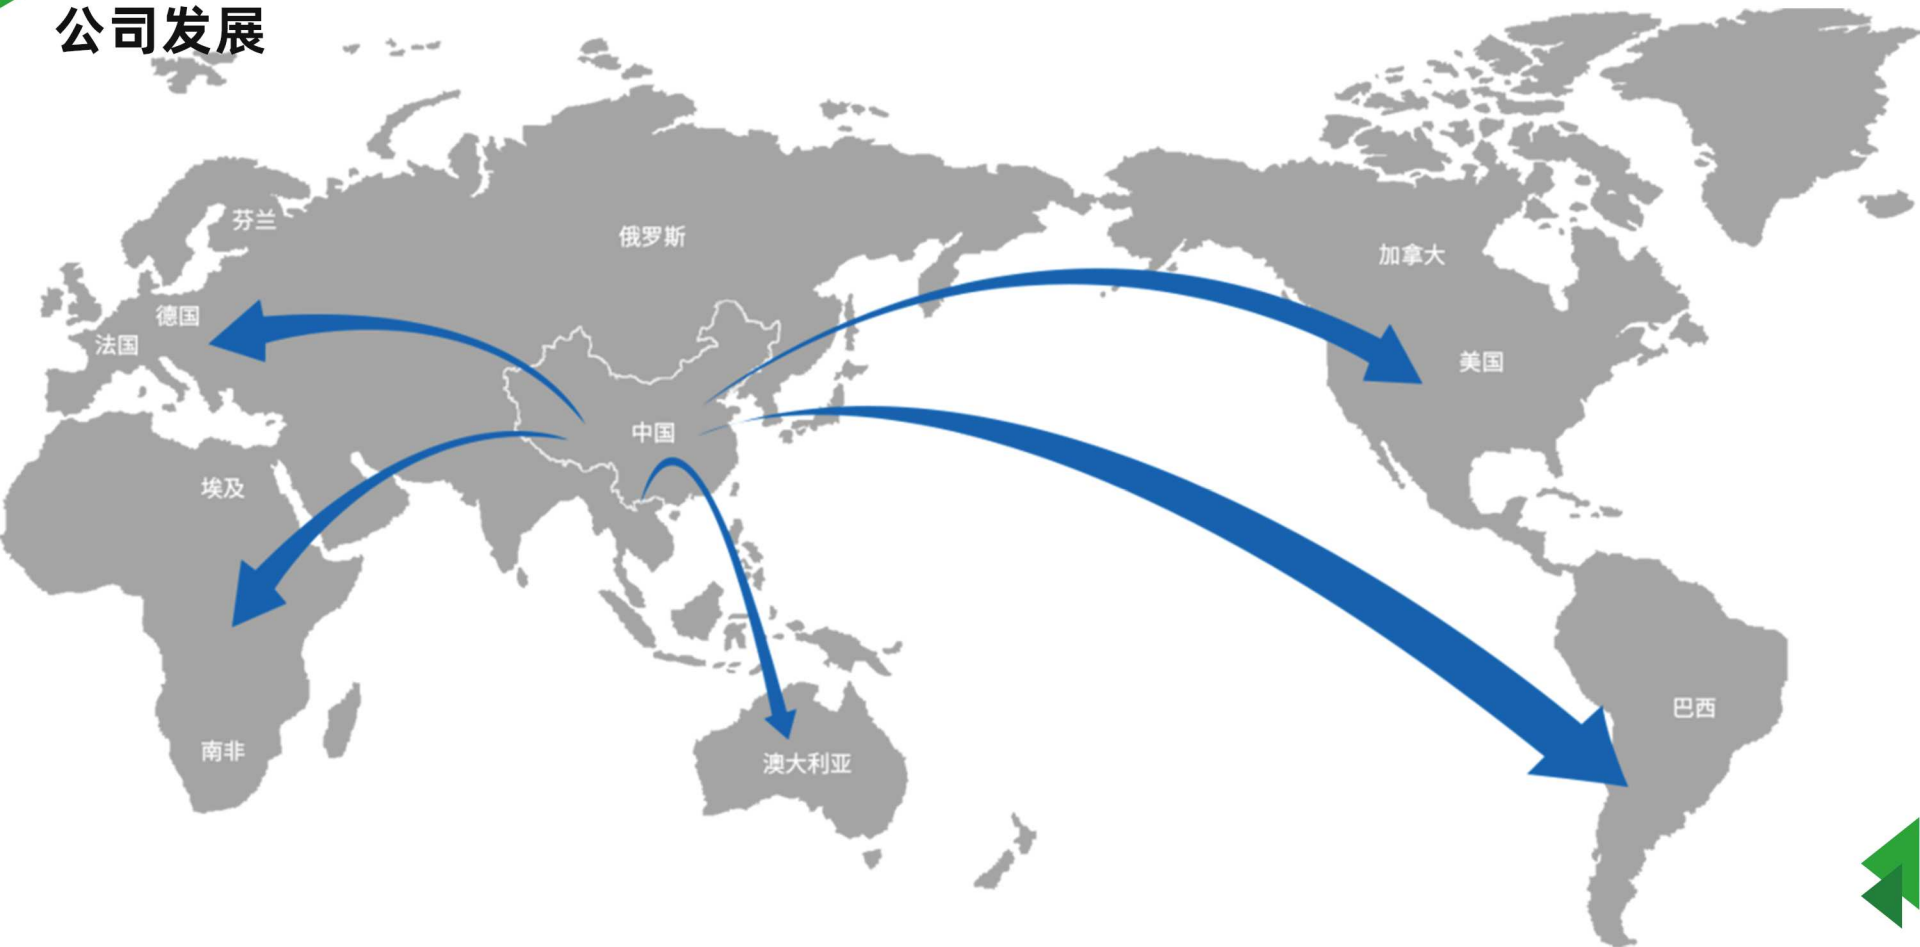 公司发展
芬兰
俄罗斯
加拿大
德国
法国
美国
中国
埃及
巴西
南非
澳大利亚